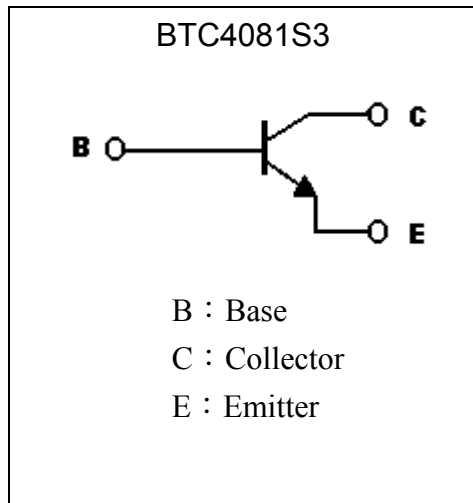 BTC4081S3
C
B
E
B：Base
C：Collector
E：Emitter